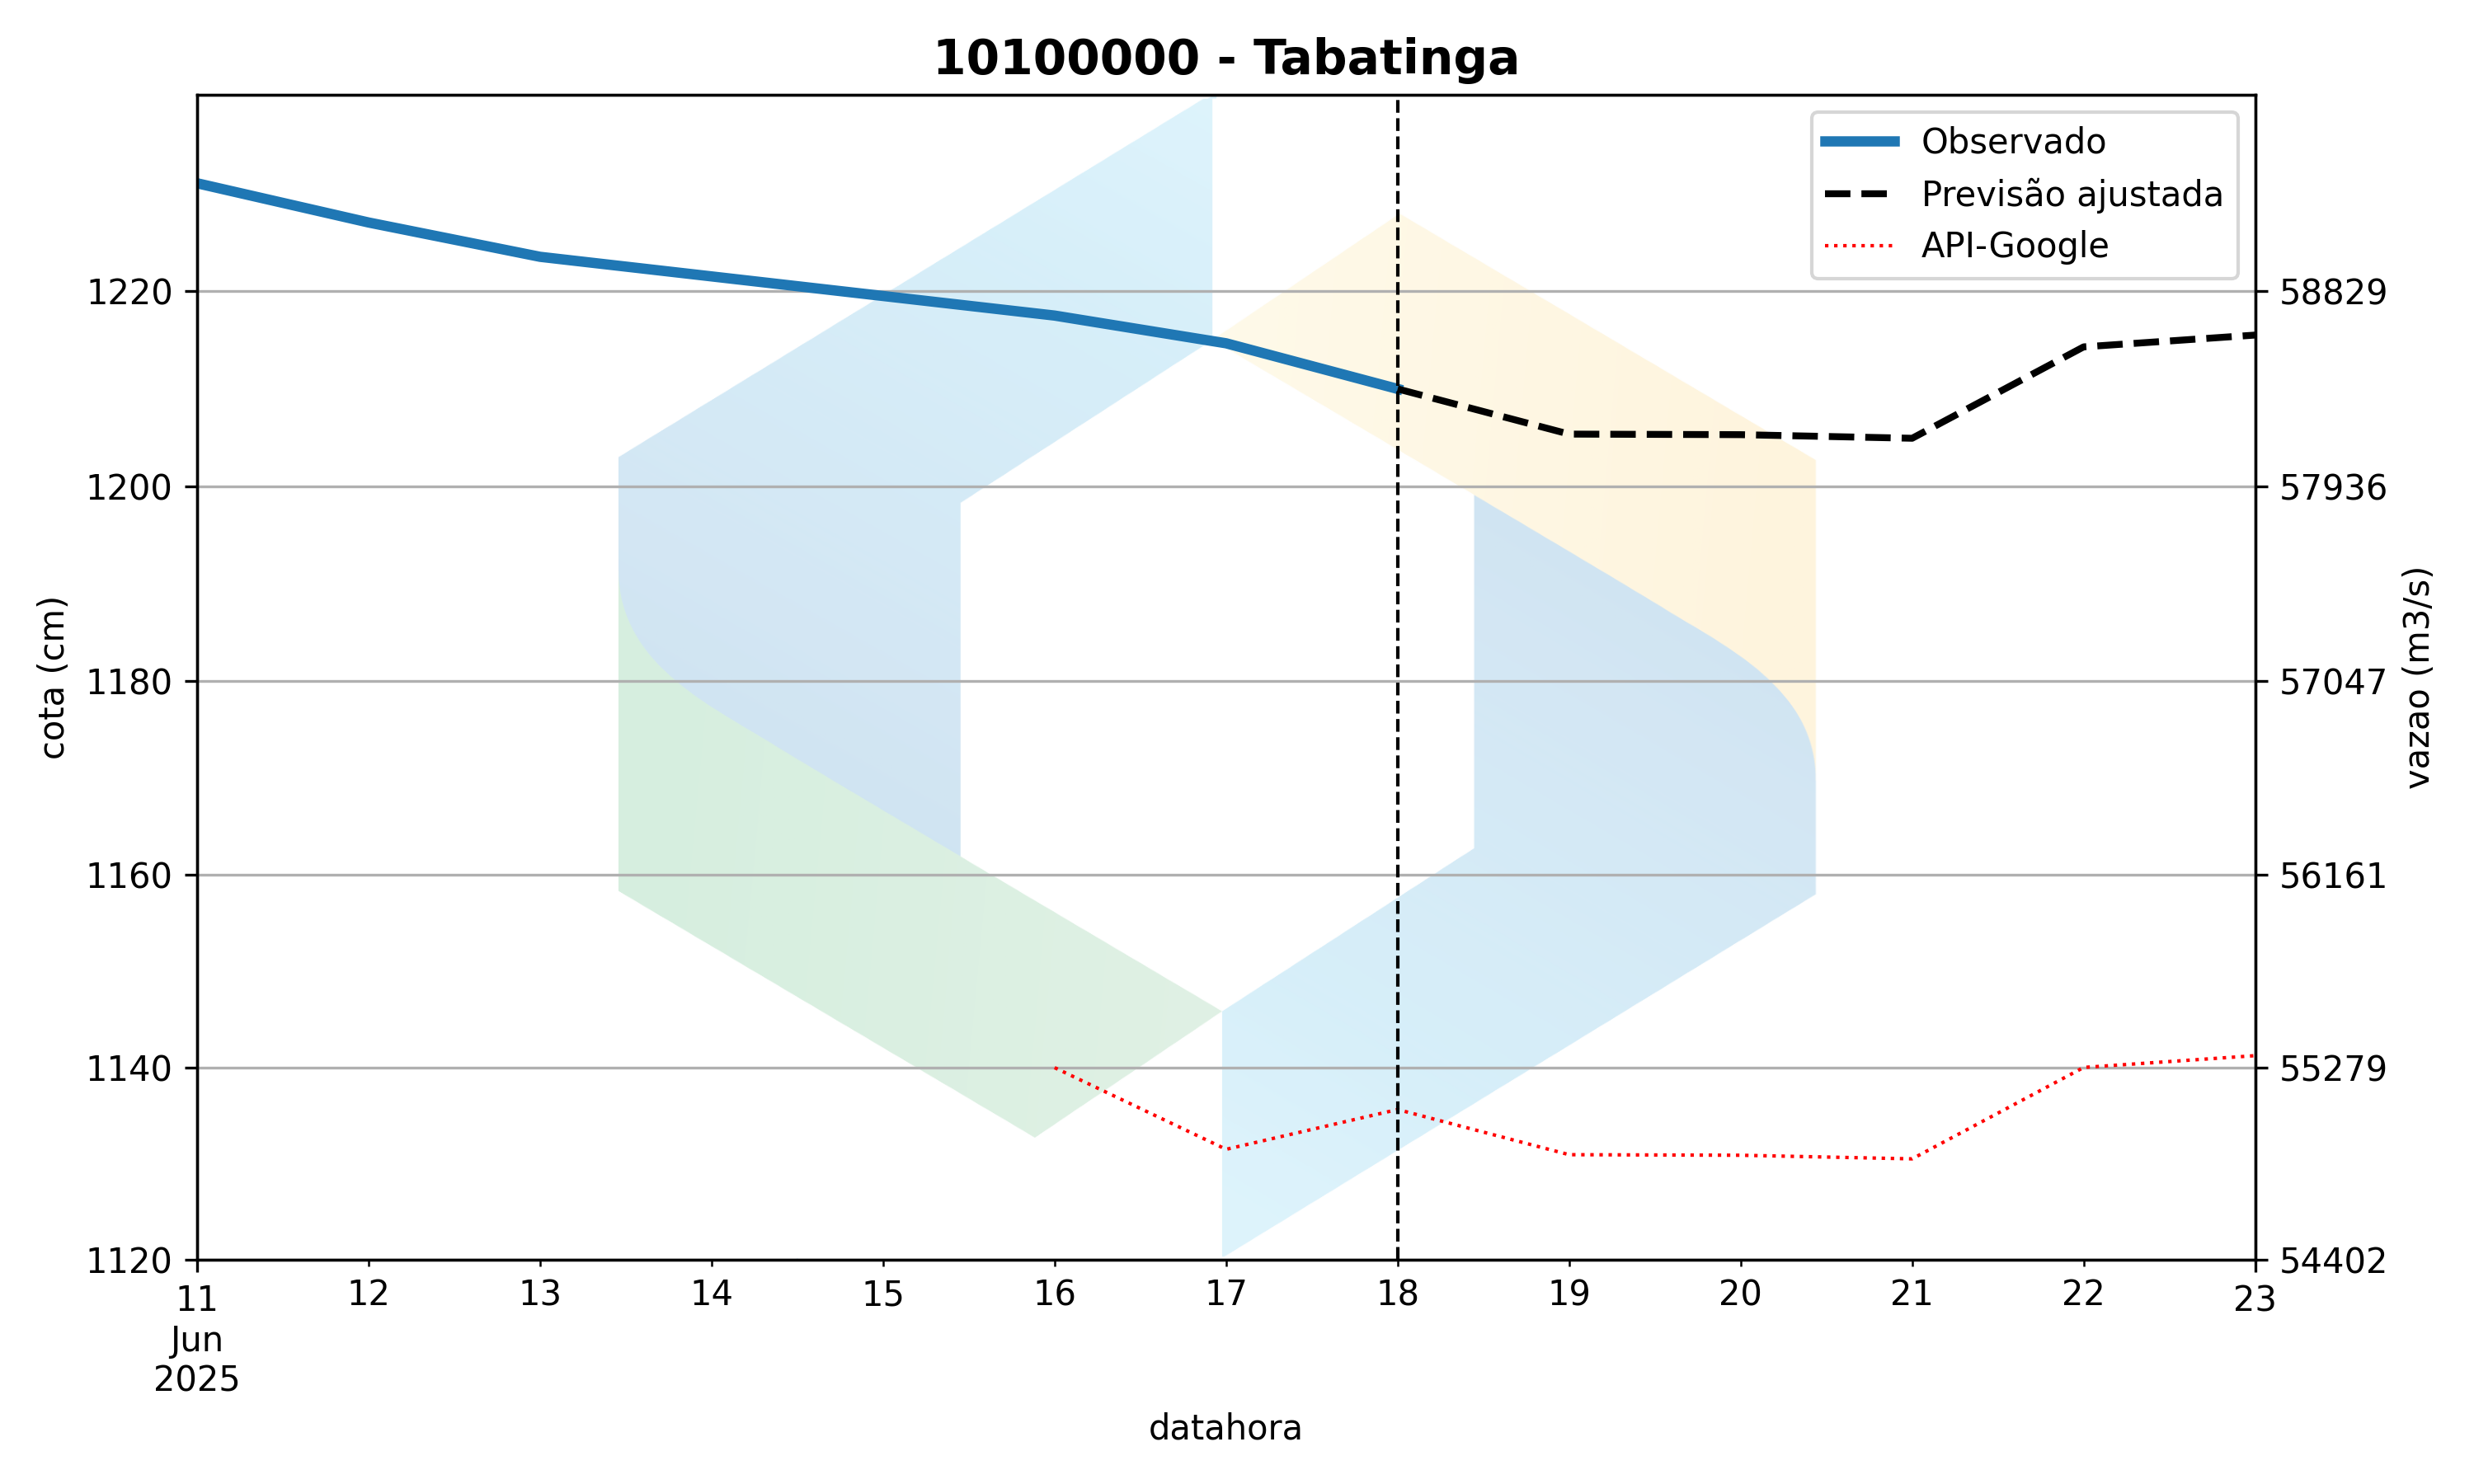 10100000 - Tabatinga
Observado
Previsão ajustada
API-Google
1220
1200
1180
1160
1140
1120
cota (cm)
58829
57936
57047
56161
55279
54402
vazao (m3/s)
11 12 13 14 15 16 17 18 19 20 21 22 23
Jun
2025
datahora